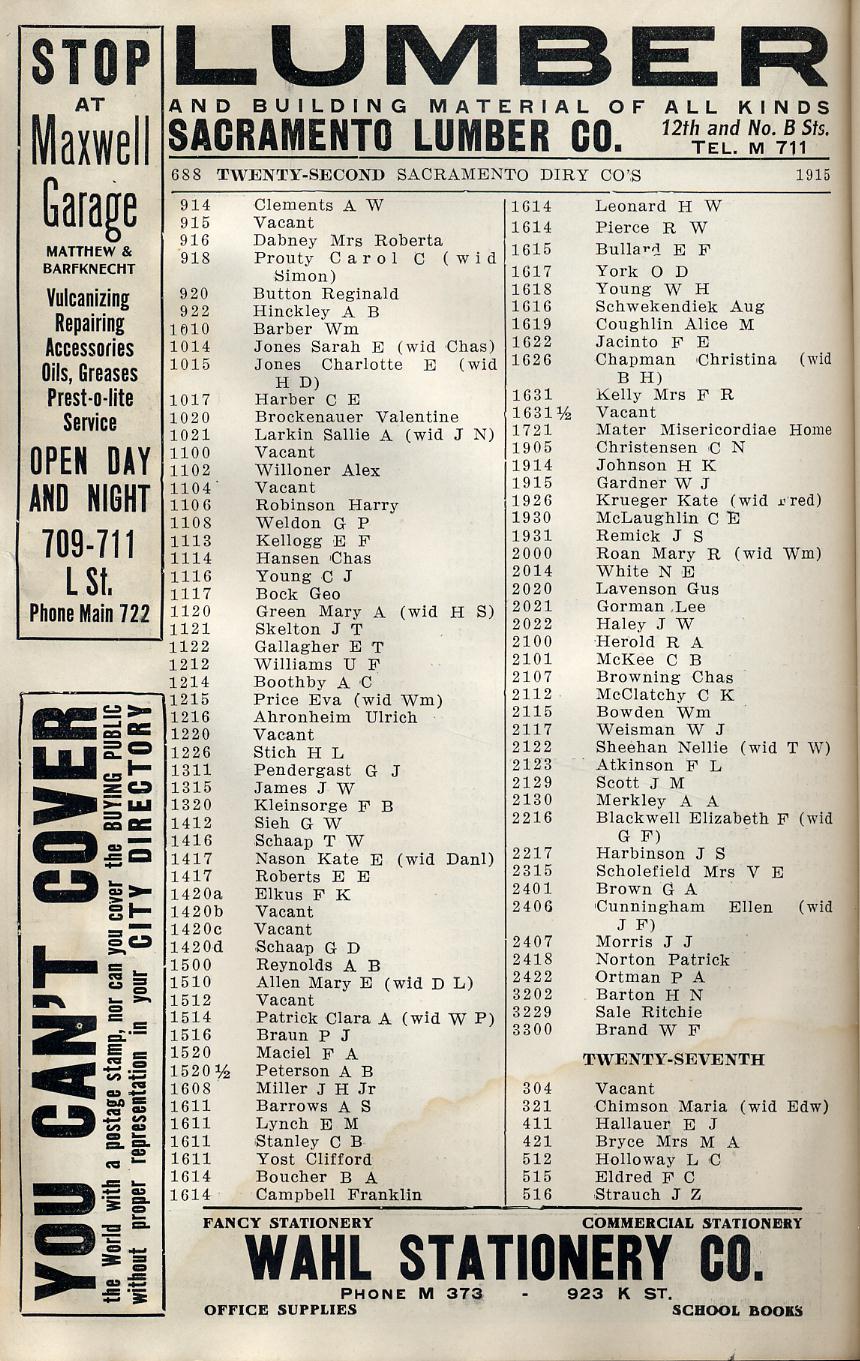 STOP
AT
Maxwell
Garage
MATTHEW &
BARFKNECHT
Vulcanizing
Repairing
Accessories
Oils, Greases
Prest-o-lite
Service
OPEN DAY
AND NIGHT
709-711
L St.
Phone Main 722
YOU CAN'T COVER
the World with a postage stamp, nor can you cover the BUYING PUBLIC
without proper representation in your CITY DIRECTORY
LUMBER
AND BUILDING MATERIAL OF ALL KINDS
SACRAMENTO LUMBER CO. 12th and No. B Sts.
TEL. M 711
688 TWENTY-SECOND SACRAMENTO DIRY CO'S 1915
914 Clements A W
915 Vacant
916 Dabney Mrs Roberta
918 Prouty Carol C (wid
Simon)
920 Button Reginald
922 Hinckley A B
1010 Barber Wm
1014 Jones Sarah E (wid Chas)
1015 Jones Charlotte E (wid
H D)
1017 Harber C E
1020 Brockenauer Valentine
1021 Larkin Sallie A (wid J N)
1100 Vacant
1102 Willoner Alex
1104 Vacant
1106 Robinson Harry
1108 Weldon G P
1113 Kellogg E F
1114 Hansen Chas
1116 Young C J
1117 Bock Geo
1120 Green Mary A (wid H S)
1121 Skelton J T
1122 Gallagher E T
1212 Williams U F
1214 Boothby A C
1215 Price Eva (wid Wm)
1216 Ahronheim Ulrich
1220 Vacant
1226 Stich H L
1311 Pendergast G J
1315 James J W
1320 Kleinsorge F B
1412 Sieh G W
1416 Schaap T W
1417 Nason Kate E (wid Danl)
1417 Roberts E E
1420a Elkus F K
1420b Vacant
1420c Vacant
1420d Schaap G D
1500 Reynolds A B
1510 Allen Mary E (wid D L)
1512 Vacant
1514 Patrick Clara A (wid W P)
1516 Braun P J
1520 Maciel F A
1520½ Peterson A B
1608 Miller J H Jr
1611 Barrows A S
1611 Lynch E M
1611 Stanley C B
1611 Yost Clifford
1614 Boucher B A
1614 Campbell Franklin
1614 Leonard H W
1614 Pierce R W
1615 Bullard E F
1617 York O D
1618 Young W H
1616 Schwekendiek Aug
1619 Coughlin Alice M
1622 Jacinto F E
1626 Chapman Christina (wid
B H)
1631 Kelly Mrs F R
1631½ Vacant
1721 Mater Misericordiae Home
1905 Christensen C N
1914 Johnson H K
1915 Gardner W J
1926 Krueger Kate (wid Fred)
1930 McLaughlin C E
1931 Remick J S
2000 Roan Mary R (wid Wm)
2014 White N E
2020 Lavenson Gus
2021 Gorman Lee
2022 Haley J W
2100 Herold R A
2101 McKee C B
2107 Browning Chas
2112 McClatchy C K
2115 Bowden Wm
2117 Weisman W J
2122 Sheehan Nellie (wid T W)
2123 Atkinson F L
2129 Scott J M
2130 Merkley A A
2216 Blackwell Elizabeth F (wid
G F)
2217 Harbinson J S
2315 Scholefield Mrs V E
2401 Brown G A
2406 Cunningham Ellen (wid
J F)
2407 Morris J J
2418 Norton Patrick
2422 Ortman P A
3202 Barton H N
3229 Sale Ritchie
3300 Brand W F
TWENTY-SEVENTH
304 Vacant
321 Chimson Maria (wid Edw)
411 Hallauer E J
421 Bryce Mrs M A
512 Holloway L C
515 Eldred F C
516 Strauch J Z
FANCY STATIONERY COMMERCIAL STATIONERY
WAHL STATIONERY CO.
PHONE M 373 - 923 K ST.
OFFICE SUPPLIES SCHOOL BOOKS